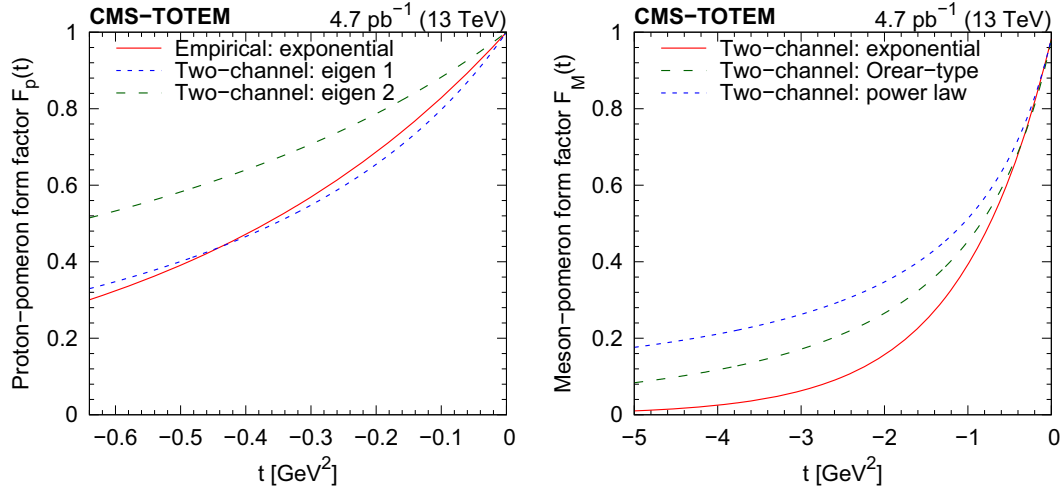 CMS−TOTEM 4.7 pb⁻¹ (13 TeV)
Empirical: exponential
Two−channel: eigen 1
Two−channel: eigen 2
Proton−pomeron form factor F_p(t)
1
0.8
0.6
0.4
0.2
0
−0.6 −0.5 −0.4 −0.3 −0.2 −0.1 0
t [GeV²]
CMS−TOTEM 4.7 pb⁻¹ (13 TeV)
Two−channel: exponential
Two−channel: Orear−type
Two−channel: power law
Meson−pomeron form factor F_M(t)
1
0.8
0.6
0.4
0.2
0
−5 −4 −3 −2 −1 0
t [GeV²]